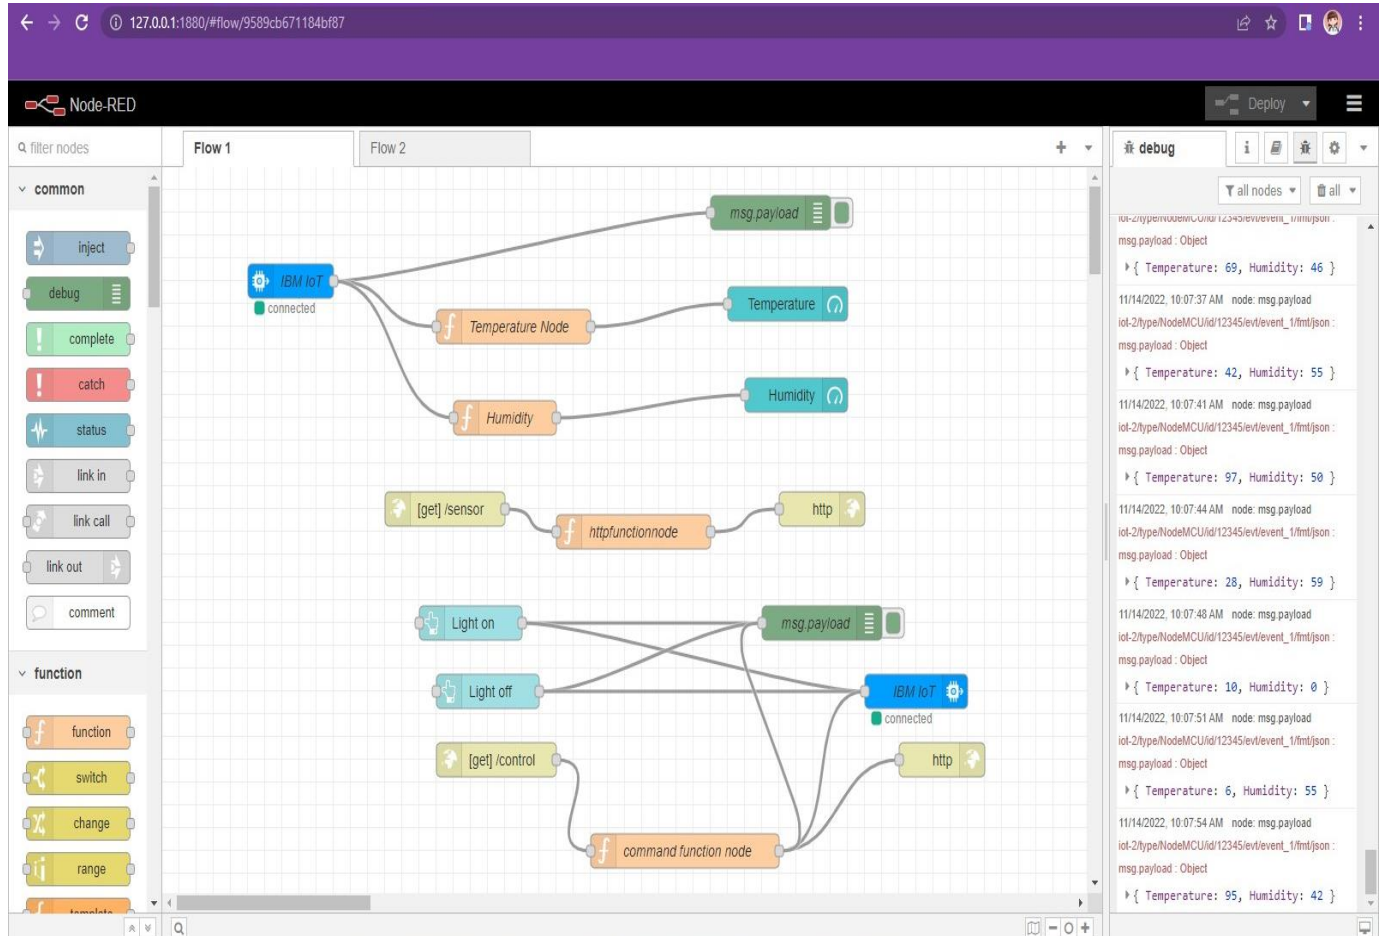 127.0.0.1:1880/#flow/9589cb671184bf87
Node-RED
Deploy
filter nodes
Flow 1
Flow 2
debug
i
all nodes
all
common
inject
debug
complete
catch
status
link in
link call
link out
comment
function
function
switch
change
range
template
msg.payload
IBM IoT
connected
Temperature Node
Temperature
Humidity
Humidity
[get] /sensor
httpfunctionnode
http
Light on
msg.payload
Light off
IBM IoT
connected
[get] /control
http
command function node
iot-2/type/NodeMCU/id/12345/evt/event_1/fmt/json :
msg.payload : Object
{ Temperature: 69, Humidity: 46 }
11/14/2022, 10:07:37 AM node: msg.payload
iot-2/type/NodeMCU/id/12345/evt/event_1/fmt/json :
msg.payload : Object
{ Temperature: 42, Humidity: 55 }
11/14/2022, 10:07:41 AM node: msg.payload
iot-2/type/NodeMCU/id/12345/evt/event_1/fmt/json :
msg.payload : Object
{ Temperature: 97, Humidity: 50 }
11/14/2022, 10:07:44 AM node: msg.payload
iot-2/type/NodeMCU/id/12345/evt/event_1/fmt/json :
msg.payload : Object
{ Temperature: 28, Humidity: 59 }
11/14/2022, 10:07:48 AM node: msg.payload
iot-2/type/NodeMCU/id/12345/evt/event_1/fmt/json :
msg.payload : Object
{ Temperature: 10, Humidity: 0 }
11/14/2022, 10:07:51 AM node: msg.payload
iot-2/type/NodeMCU/id/12345/evt/event_1/fmt/json :
msg.payload : Object
{ Temperature: 6, Humidity: 55 }
11/14/2022, 10:07:54 AM node: msg.payload
iot-2/type/NodeMCU/id/12345/evt/event_1/fmt/json :
msg.payload : Object
{ Temperature: 95, Humidity: 42 }